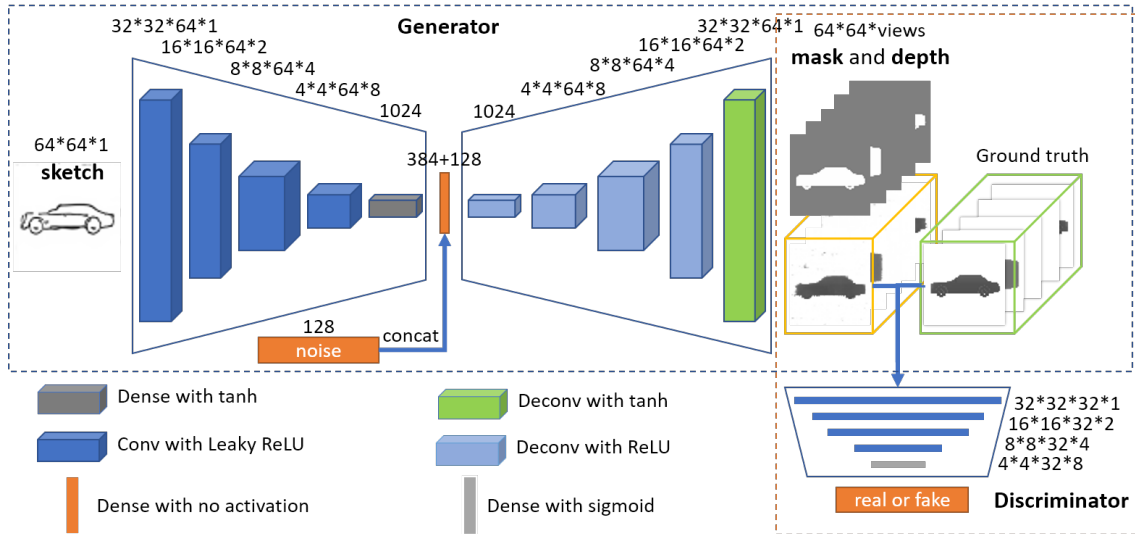 Generator
32*32*64*1
16*16*64*2
8*8*64*4
4*4*64*8
1024
64*64*1
sketch
384+128
128
noise
concat
1024
4*4*64*8
8*8*64*4
16*16*64*2
32*32*64*1
64*64*views
mask and depth
Ground truth
Dense with tanh
Conv with Leaky ReLU
Dense with no activation
Deconv with tanh
Deconv with ReLU
Dense with sigmoid
32*32*32*1
16*16*32*2
8*8*32*4
4*4*32*8
real or fake
Discriminator